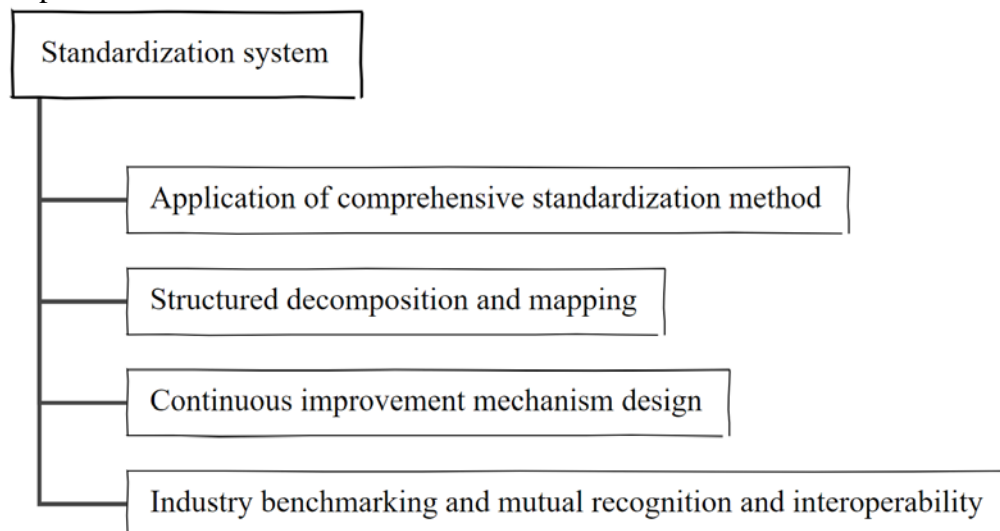 Standardization system
Application of comprehensive standardization method
Structured decomposition and mapping
Continuous improvement mechanism design
Industry benchmarking and mutual recognition and interoperability